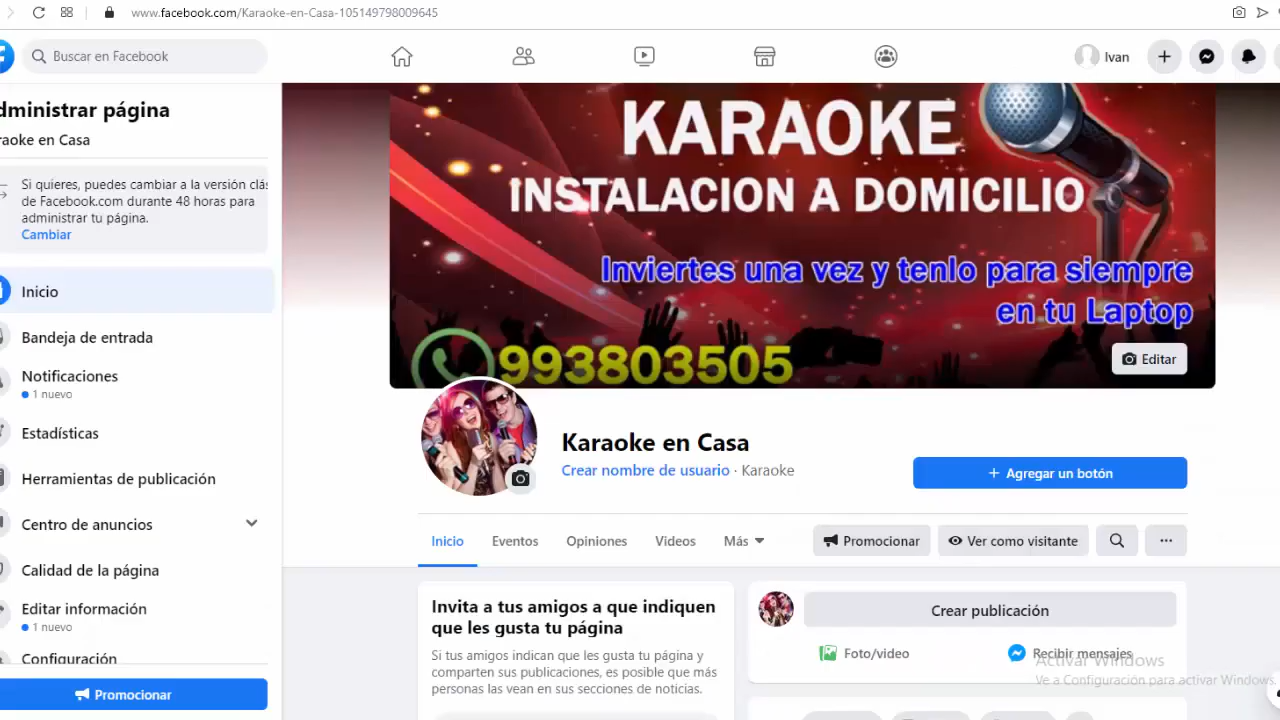 www.facebook.com/Karaoke-en-Casa-105149798009645
Buscar en Facebook
Ivan
dministrar página
raoke en Casa
Si quieres, puedes cambiar a la versión clás
de Facebook.com durante 48 horas para
administrar tu página.
Cambiar
Inicio
Bandeja de entrada
Notificaciones
1 nuevo
Estadísticas
Herramientas de publicación
Centro de anuncios
Calidad de la página
Editar información
1 nuevo
Configuración
Promocionar
KARAOKE
INSTALACION A DOMICILIO
Inviertes una vez y tenlo para siempre
en tu Laptop
993803505
Editar
Karaoke en Casa
Crear nombre de usuario · Karaoke
+ Agregar un botón
Inicio
Eventos
Opiniones
Videos
Más
Promocionar
Ver como visitante
Invita a tus amigos a que indiquen
que les gusta tu página
Si tus amigos indican que les gusta tu página y
comparten sus publicaciones, es posible que más
personas las vean en sus secciones de noticias.
Crear publicación
Foto/video
Recibir mensajes
Activar Windows
Ve a Configuración para activar Windows.